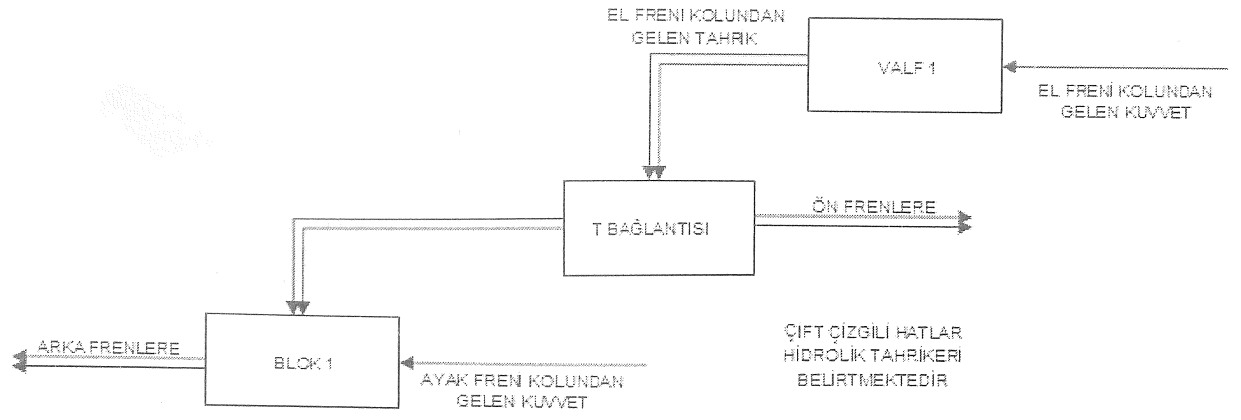 EL FRENİ KOLUNDAN
GELEN TAHRİK
VALF 1
EL FRENİ KOLUNDAN
GELEN KUVVET
T BAĞLANTISI
ÖN FRENLERE
ARKA FRENLERE
BLOK 1
AYAK FRENİ KOLUNDAN
GELEN KUVVET
ÇİFT ÇİZGİLİ HATLAR
HİDROLİK TAHRİKERİ
BELİRTMEKTEDİR